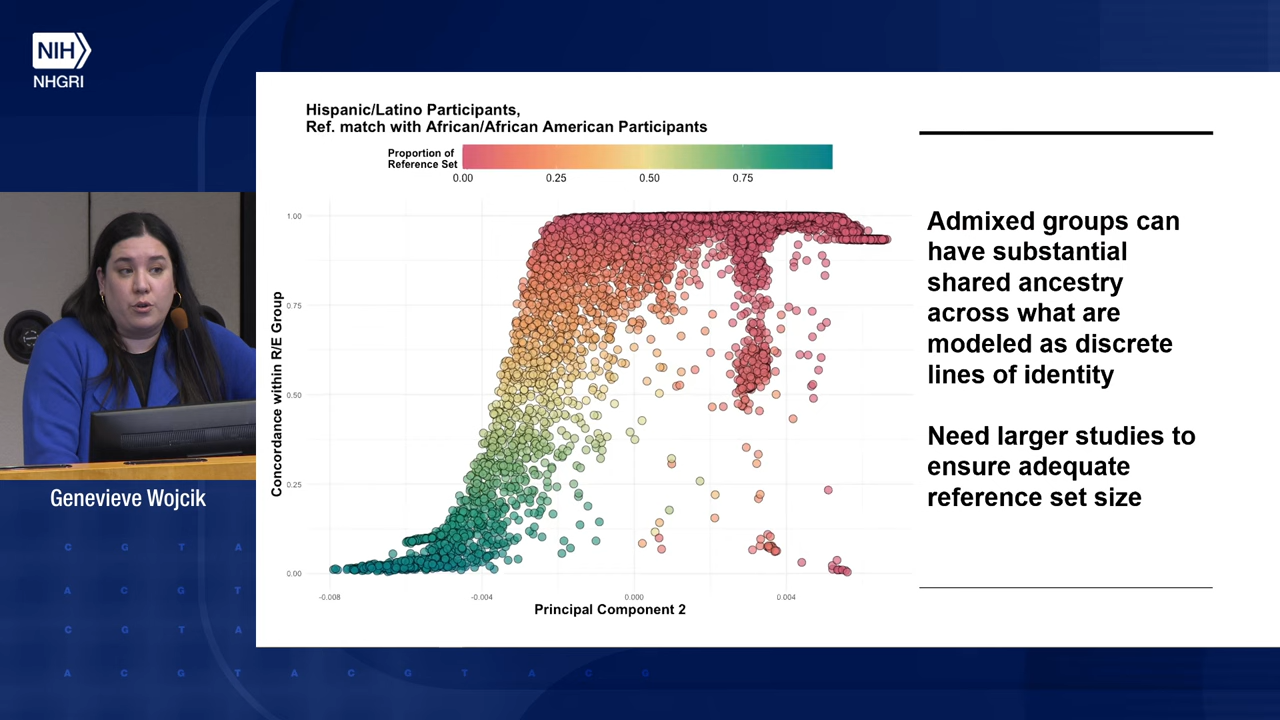 NIH
NHGRI
Hispanic/Latino Participants,
Ref. match with African/African American Participants
Proportion of
Reference Set
0.00 0.25 0.50 0.75
Concordance within R/E Group
1.00
0.75
0.50
0.25
0.00
-0.008 -0.004 0.000 0.004
Principal Component 2
Admixed groups can
have substantial
shared ancestry
across what are
modeled as discrete
lines of identity
Need larger studies to
ensure adequate
reference set size
Genevieve Wojcik
C G T A
A C G T
C G T A
A C G T A C G T A C G